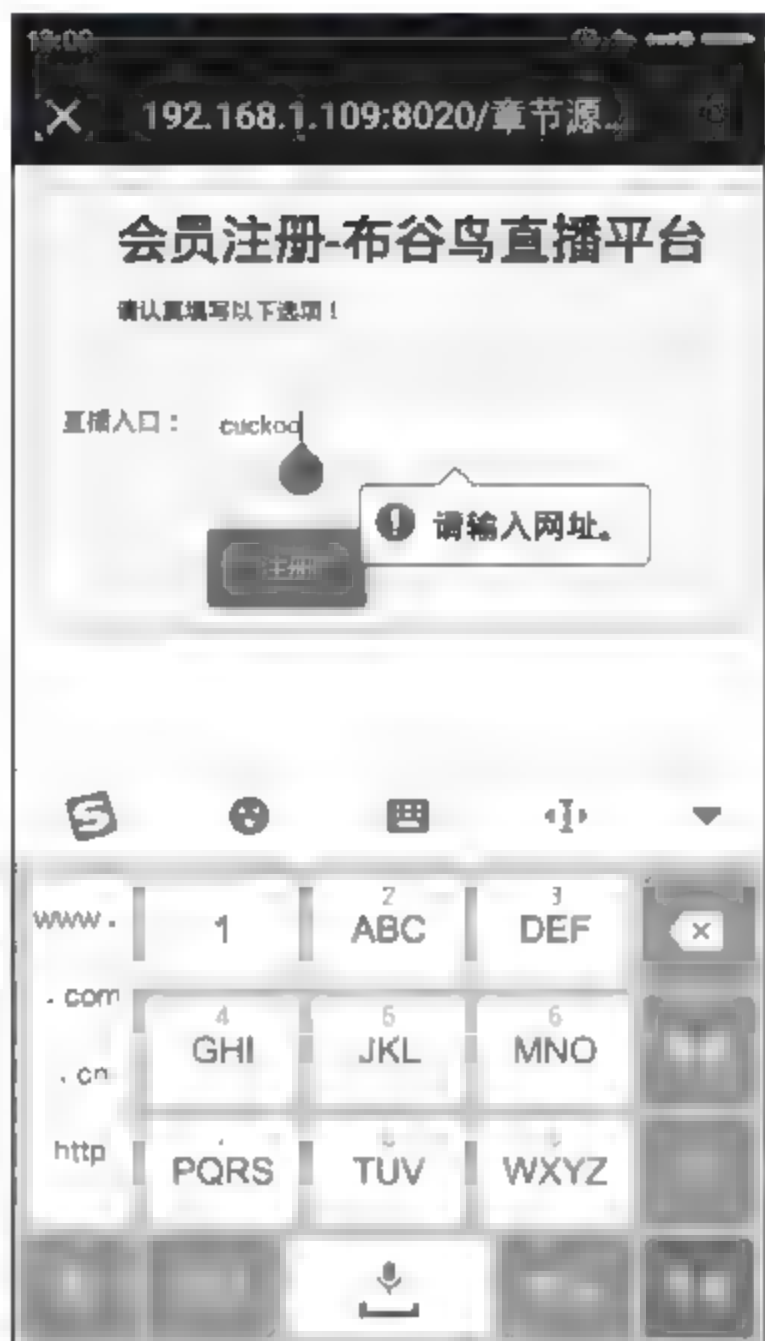 192.168.1.109:8020/章节源...
会员注册-布谷鸟直播平台
请认真填写以下选项！
直播入口： cuckoo
请输入网址。
注册
www. 1 2 ABC 3 DEF
.com 4 GHI 5 JKL 6 MNO
.cn
http PQRS TUV WXYZ